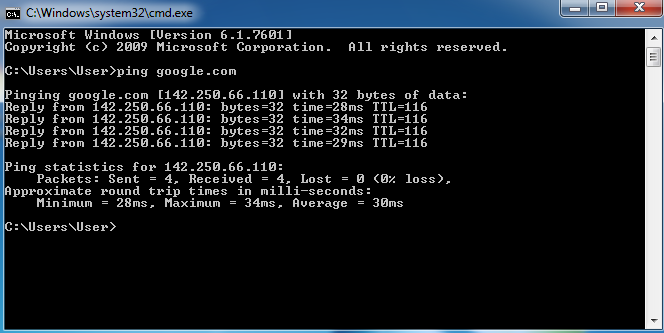 C:\Windows\system32\cmd.exe
Microsoft Windows [Version 6.1.7601]
Copyright (c) 2009 Microsoft Corporation.  All rights reserved.
C:\Users\User>ping google.com
Pinging google.com [142.250.66.110] with 32 bytes of data:
Reply from 142.250.66.110: bytes=32 time=28ms TTL=116
Reply from 142.250.66.110: bytes=32 time=34ms TTL=116
Reply from 142.250.66.110: bytes=32 time=32ms TTL=116
Reply from 142.250.66.110: bytes=32 time=29ms TTL=116
Ping statistics for 142.250.66.110:
    Packets: Sent = 4, Received = 4, Lost = 0 (0% loss),
Approximate round trip times in milli-seconds:
    Minimum = 28ms, Maximum = 34ms, Average = 30ms
C:\Users\User>